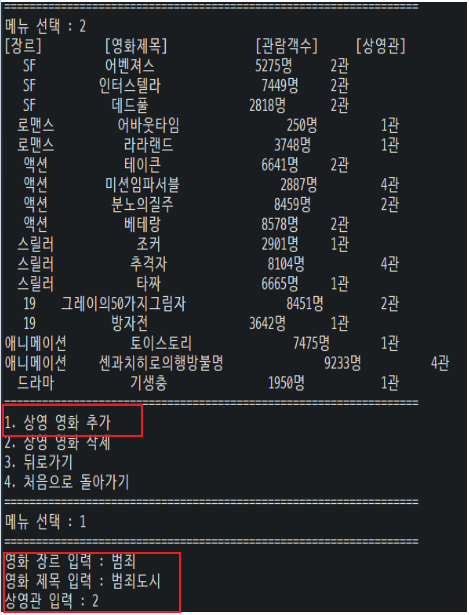 ==================================================================
메뉴 선택 : 2
[장르] [영화제목] [관람객수] [상영관]
SF 어벤져스 5275명 2관
SF 인터스텔라 7449명 2관
SF 데드풀 2818명 2관
로맨스 어바웃타임 250명 1관
로맨스 라라랜드 3748명 1관
액션 테이큰 6641명 2관
액션 미션임파서블 2887명 4관
액션 분노의질주 8459명 2관
액션 베테랑 8578명 2관
스릴러 조커 2901명 1관
스릴러 추격자 8104명 4관
스릴러 타짜 6665명 1관
19 그레이의50가지그림자 8451명 2관
19 방자전 3642명 1관
애니메이션 토이스토리 7475명 1관
애니메이션 센과치히로의행방불명 9233명 4관
드라마 기생충 1950명 1관
==================================================================
1. 상영 영화 추가
2. 상영 영화 삭제
3. 뒤로가기
4. 처음으로 돌아가기
==================================================================
메뉴 선택 : 1
==================================================================
영화 장르 입력 : 범죄
영화 제목 입력 : 범죄도시
상영관 입력 : 2